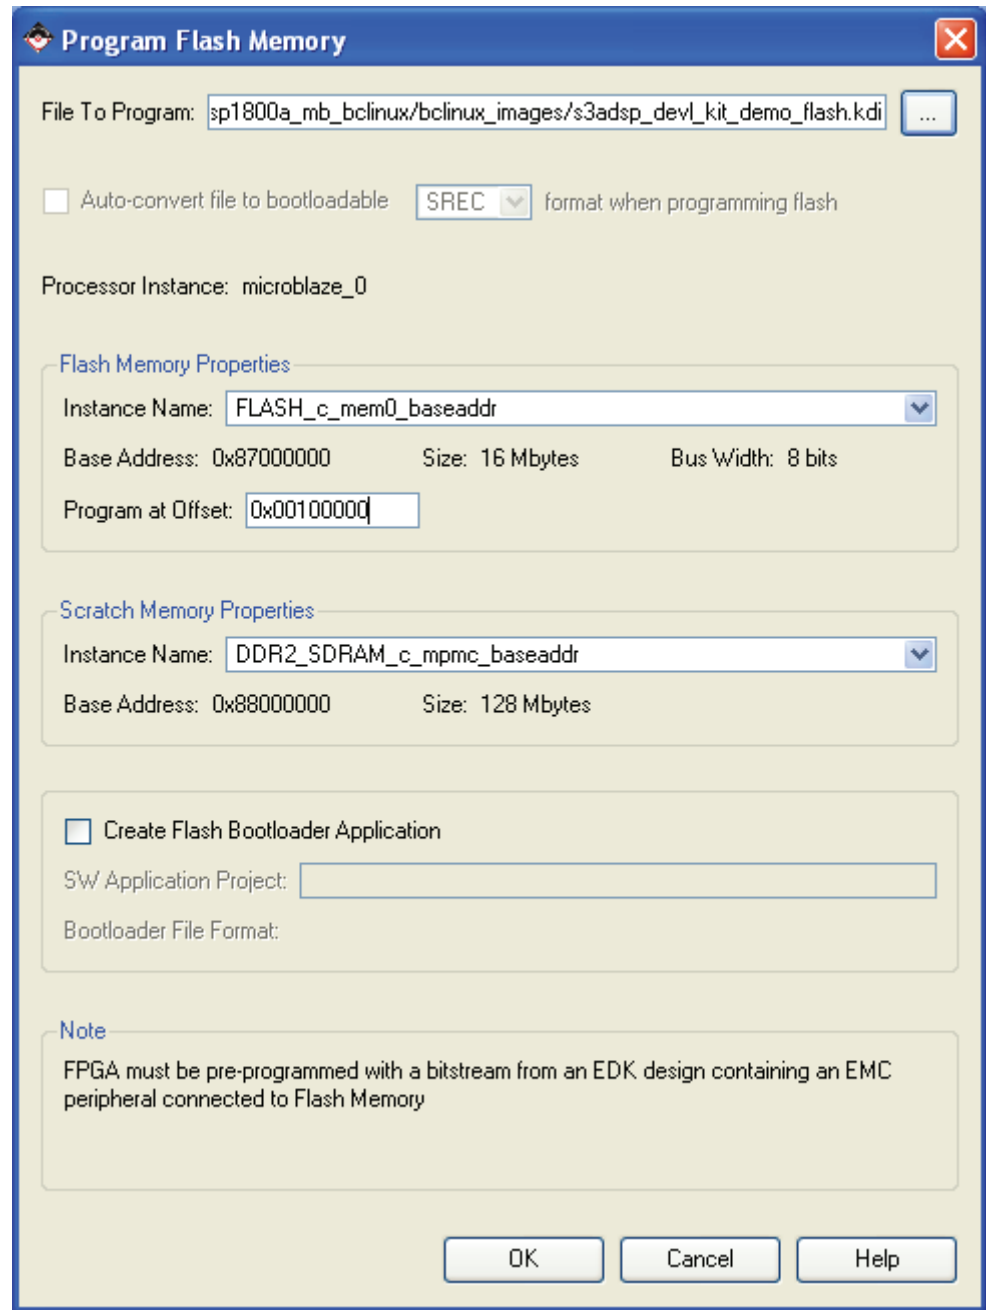 Program Flash Memory
File To Program: sp1800a_mb_bclinux/bclinux_images/s3adsp_devl_kit_demo_flash.kdi ...
Auto-convert file to bootloadable SREC format when programming flash
Processor Instance: microblaze_0
Flash Memory Properties
Instance Name: FLASH_c_mem0_baseaddr
Base Address: 0x87000000 Size: 16 Mbytes Bus Width: 8 bits
Program at Offset: 0x00100000
Scratch Memory Properties
Instance Name: DDR2_SDRAM_c_mpmc_baseaddr
Base Address: 0x88000000 Size: 128 Mbytes
Create Flash Bootloader Application
SW Application Project:
Bootloader File Format:
Note
FPGA must be pre-programmed with a bitstream from an EDK design containing an EMC
peripheral connected to Flash Memory
OK Cancel Help